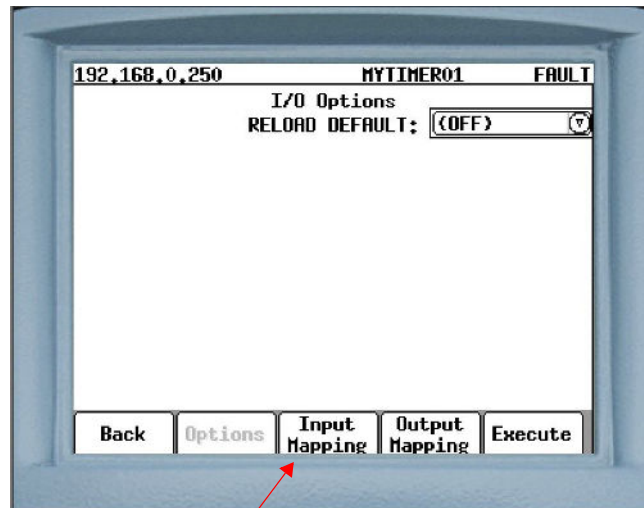 192.168.0.250 MYTIMER01 FAULT
I/O Options
RELOAD DEFAULT: (OFF)
Back Options Input Mapping Output Mapping Execute